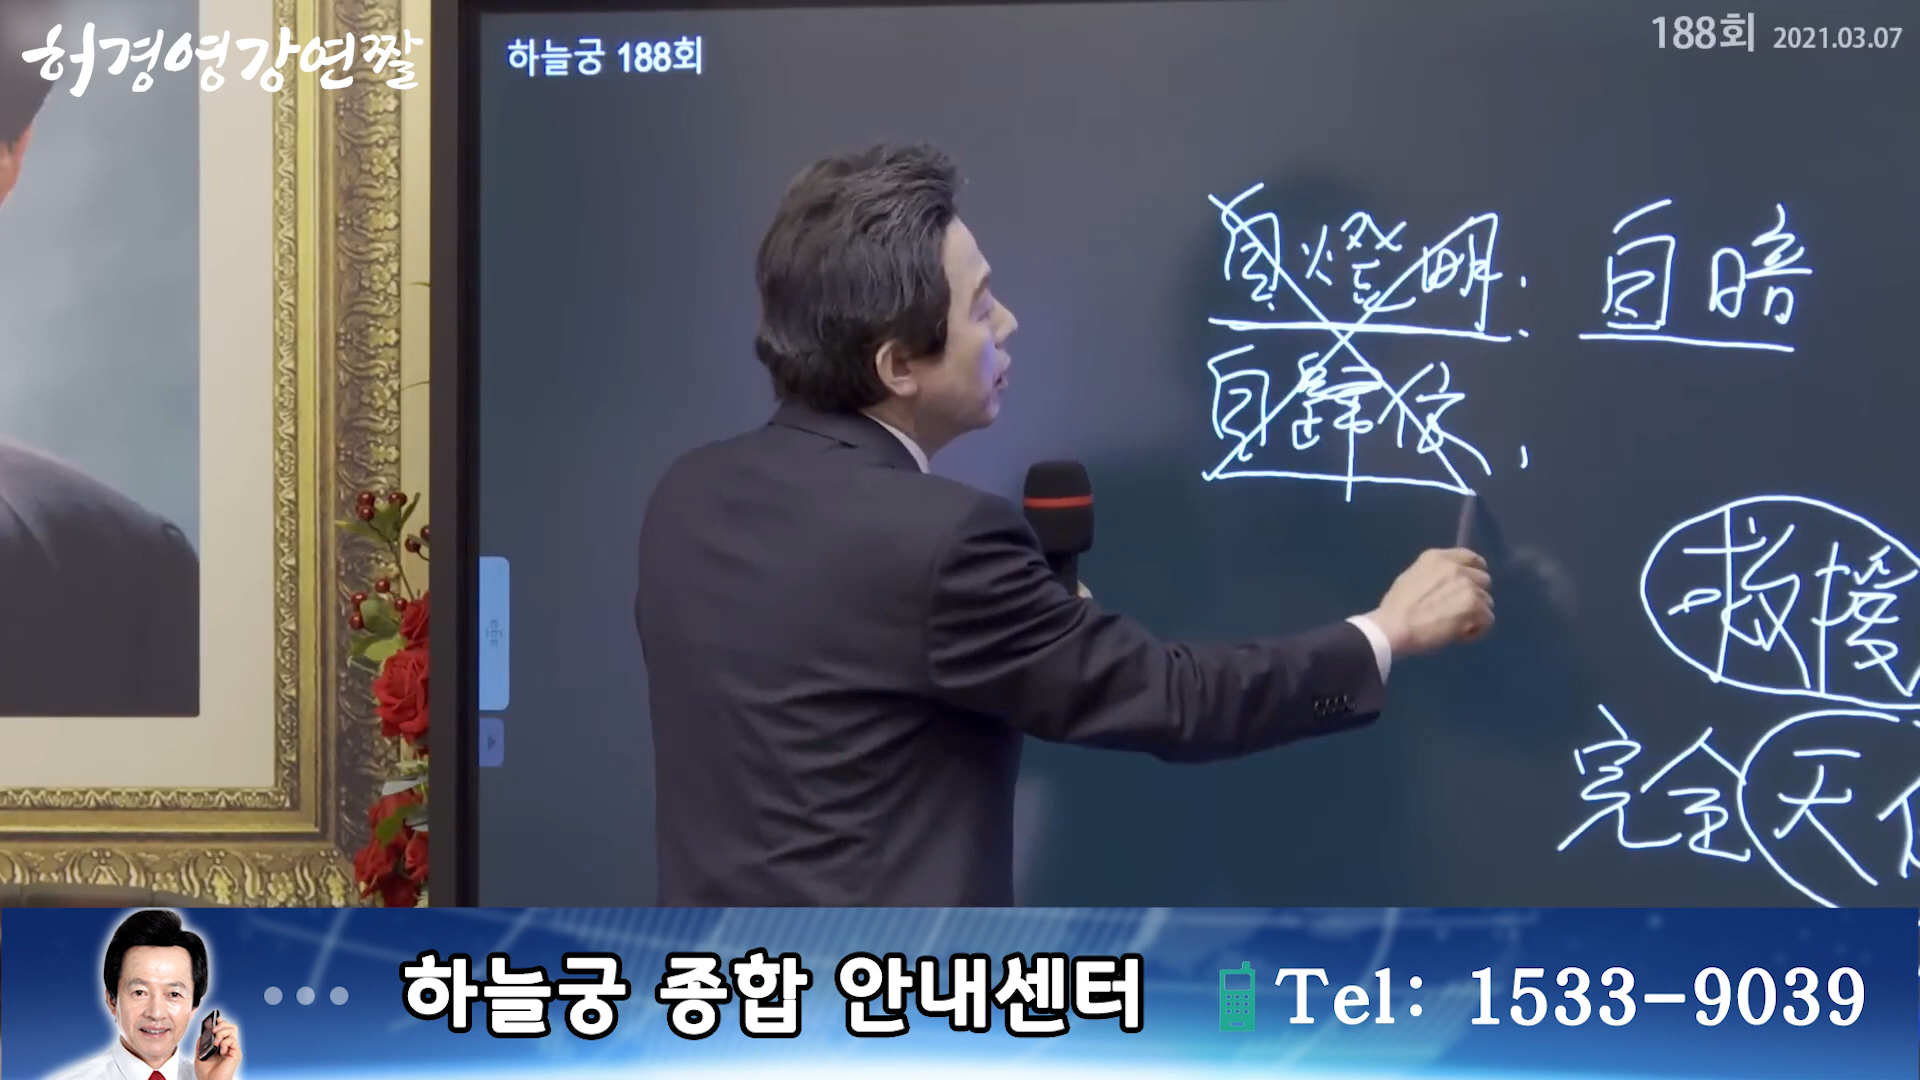 허경영강연짤
188회 2021.03.07
하늘궁 188회
自燈明: 自暗
自歸依,
救援
完全天
하늘궁 종합 안내센터
Tel: 1533-9039